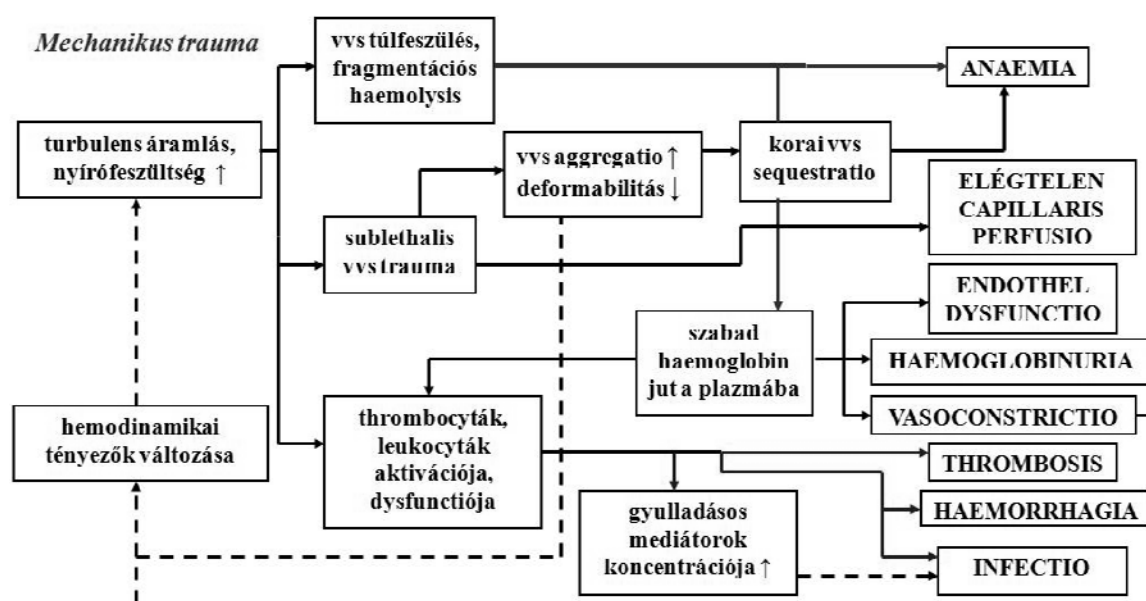 Mechanikus trauma
vvs túlfeszülés,
fragmentációs
haemolysis
ANAEMIA
turbulens áramlás,
nyírófeszültség ↑
vvs aggregatio ↑
deformabilitás ↓
korai vvs
sequestratio
ELÉGTELEN
CAPILLARIS
PERFUSIO
sublethalis
vvs trauma
ENDOTHEL
DYSFUNCTIO
szabad
haemoglobin
jut a plazmába
HAEMOGLOBINURIA
VASOCONSTRICTIO
hemodinamikai
tényezők változása
thrombocyták,
leukocyták
aktivációja,
dysfunctiója
THROMBOSIS
HAEMORRHAGIA
gyulladásos
mediátorok
koncentrációja ↑
INFECTIO